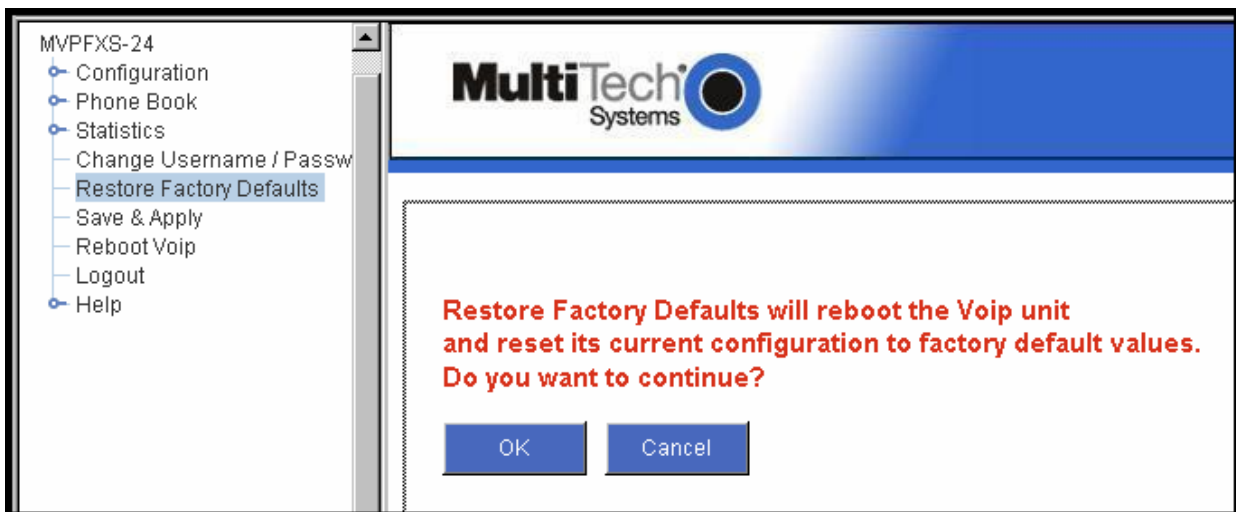 MVPFXS-24
Configuration
Phone Book
Statistics
Change Username / Passw
Restore Factory Defaults
Save & Apply
Reboot Voip
Logout
Help
MultiTech
Systems
Restore Factory Defaults will reboot the Voip unit
and reset its current configuration to factory default values.
Do you want to continue?
OK Cancel